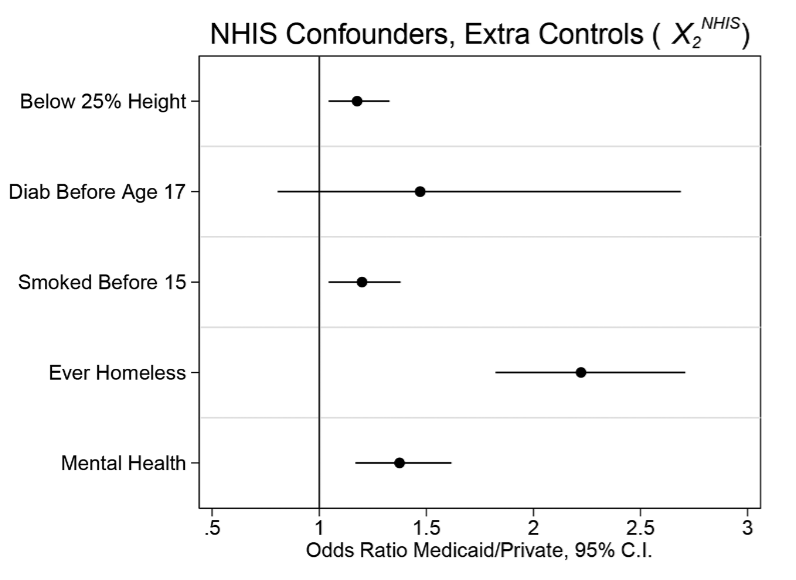 NHIS Confounders, Extra Controls ( X₂ᴺᴴᴵˢ)
Below 25% Height
Diab Before Age 17
Smoked Before 15
Ever Homeless
Mental Health
.5 1 1.5 2 2.5 3
Odds Ratio Medicaid/Private, 95% C.I.